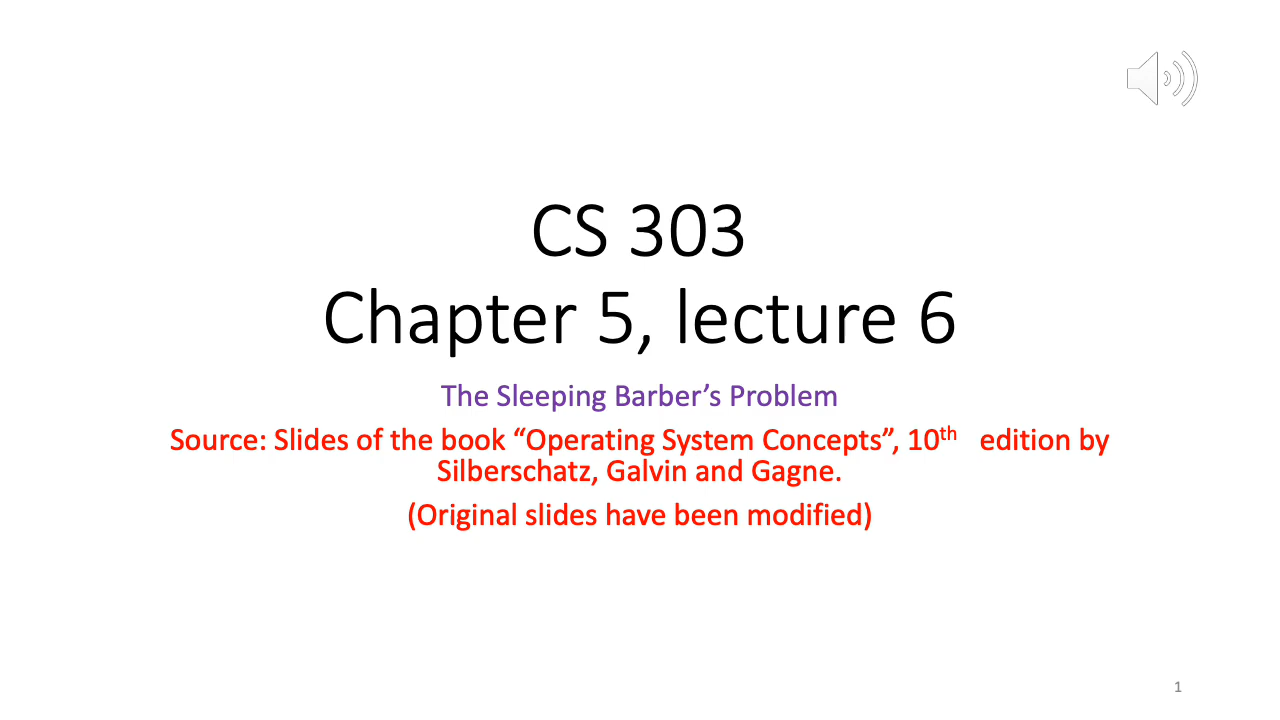 CS 303
Chapter 5, lecture 6
The Sleeping Barber’s Problem
Source: Slides of the book “Operating System Concepts”, 10th edition by
Silberschatz, Galvin and Gagne.
(Original slides have been modified)
1